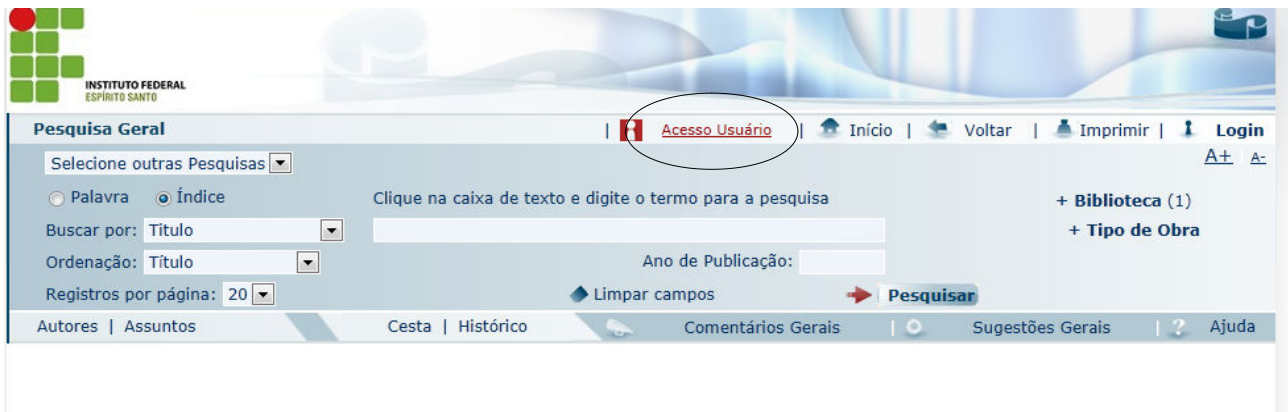 INSTITUTO FEDERAL
ESPÍRITO SANTO
Pesquisa Geral | Acesso Usuário | Início | Voltar | Imprimir | Login
Selecione outras Pesquisas A+ A-
Palavra Índice Clique na caixa de texto e digite o termo para a pesquisa + Biblioteca (1)
Buscar por: Titulo + Tipo de Obra
Ordenação: Título Ano de Publicação:
Registros por página: 20 Limpar campos Pesquisar
Autores | Assuntos Cesta | Histórico Comentários Gerais | Sugestões Gerais | ? Ajuda